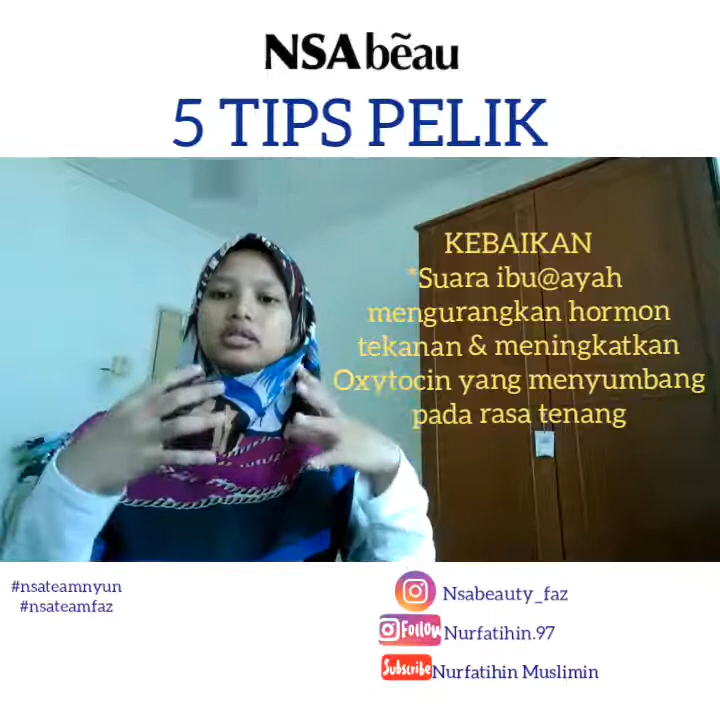 NSAbēau
5 TIPS PELIK
KEBAIKAN
*Suara ibu@ayah
mengurangkan hormon
tekanan & meningkatkan
Oxytocin yang menyumbang
pada rasa tenang
#nsateamnyun
#nsateamfaz
Nsabeauty_faz
Follow Nurfatihin.97
Subscribe Nurfatihin Muslimin